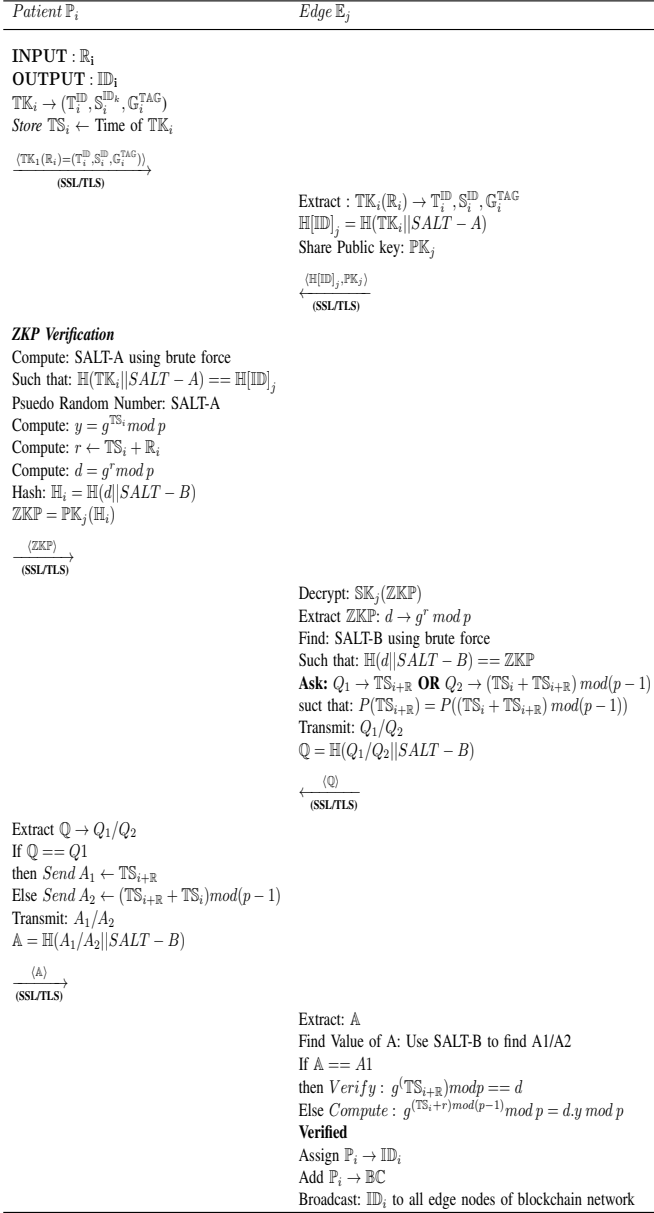 Patient ℙᵢ
Edge 𝔼ⱼ
INPUT : ℝᵢ
OUTPUT : 𝕀𝔻ᵢ
𝕋𝕂ᵢ → (𝕋ᵢ^𝕀𝔻, 𝕊ᵢ^𝕀𝔻ₖ, 𝔾ᵢ^𝕋𝔸𝔾)
Store 𝕋𝕊ᵢ ← Time of 𝕋𝕂ᵢ
⟨𝕋𝕂₁(ℝᵢ)=(𝕋ᵢ^𝕀𝔻,𝕊ᵢ^𝕀𝔻,𝔾ᵢ^𝕋𝔸𝔾)⟩
(SSL/TLS)
Extract : 𝕋𝕂ᵢ(ℝᵢ) → 𝕋ᵢ^𝕀𝔻, 𝕊ᵢ^𝕀𝔻, 𝔾ᵢ^𝕋𝔸𝔾
ℍ[𝕀𝔻]ⱼ = ℍ(𝕋𝕂ᵢ||SALT − A)
Share Public key: ℙ𝕂ⱼ
⟨ℍ[𝕀𝔻]ⱼ,ℙ𝕂ⱼ⟩
(SSL/TLS)
ZKP Verification
Compute: SALT-A using brute force
Such that: ℍ(𝕋𝕂ᵢ||SALT − A) == ℍ[𝕀𝔻]ⱼ
Psuedo Random Number: SALT-A
Compute: y = g^𝕋𝕊ᵢ mod p
Compute: r ← 𝕋𝕊ᵢ + ℝᵢ
Compute: d = gʳ mod p
Hash: ℍᵢ = ℍ(d||SALT − B)
ℤ𝕂ℙ = ℙ𝕂ⱼ(ℍᵢ)
⟨ℤ𝕂ℙ⟩
(SSL/TLS)
Decrypt: 𝕊𝕂ⱼ(ℤ𝕂ℙ)
Extract ℤ𝕂ℙ: d → gʳ mod p
Find: SALT-B using brute force
Such that: ℍ(d||SALT − B) == ℤ𝕂ℙ
Ask: Q₁ → 𝕋𝕊ᵢ₊ℝ OR Q₂ → (𝕋𝕊ᵢ + 𝕋𝕊ᵢ₊ℝ) mod(p − 1)
suct that: P(𝕋𝕊ᵢ₊ℝ) = P((𝕋𝕊ᵢ + 𝕋𝕊ᵢ₊ℝ) mod(p − 1))
Transmit: Q₁/Q₂
ℚ = ℍ(Q₁/Q₂||SALT − B)
⟨ℚ⟩
(SSL/TLS)
Extract ℚ → Q₁/Q₂
If ℚ == Q1
then Send A₁ ← 𝕋𝕊ᵢ₊ℝ
Else Send A₂ ← (𝕋𝕊ᵢ₊ℝ + 𝕋𝕊ᵢ)mod(p − 1)
Transmit: A₁/A₂
𝔸 = ℍ(A₁/A₂||SALT − B)
⟨𝔸⟩
(SSL/TLS)
Extract: 𝔸
Find Value of A: Use SALT-B to find A1/A2
If 𝔸 == A1
then Verify : g⁽𝕋𝕊ᵢ₊ℝ)modp == d
Else Compute : g^(𝕋𝕊ᵢ+r)mod(p−1) mod p = d.y mod p
Verified
Assign ℙᵢ → 𝕀𝔻ᵢ
Add ℙᵢ → 𝔹ℂ
Broadcast: 𝕀𝔻ᵢ to all edge nodes of blockchain network